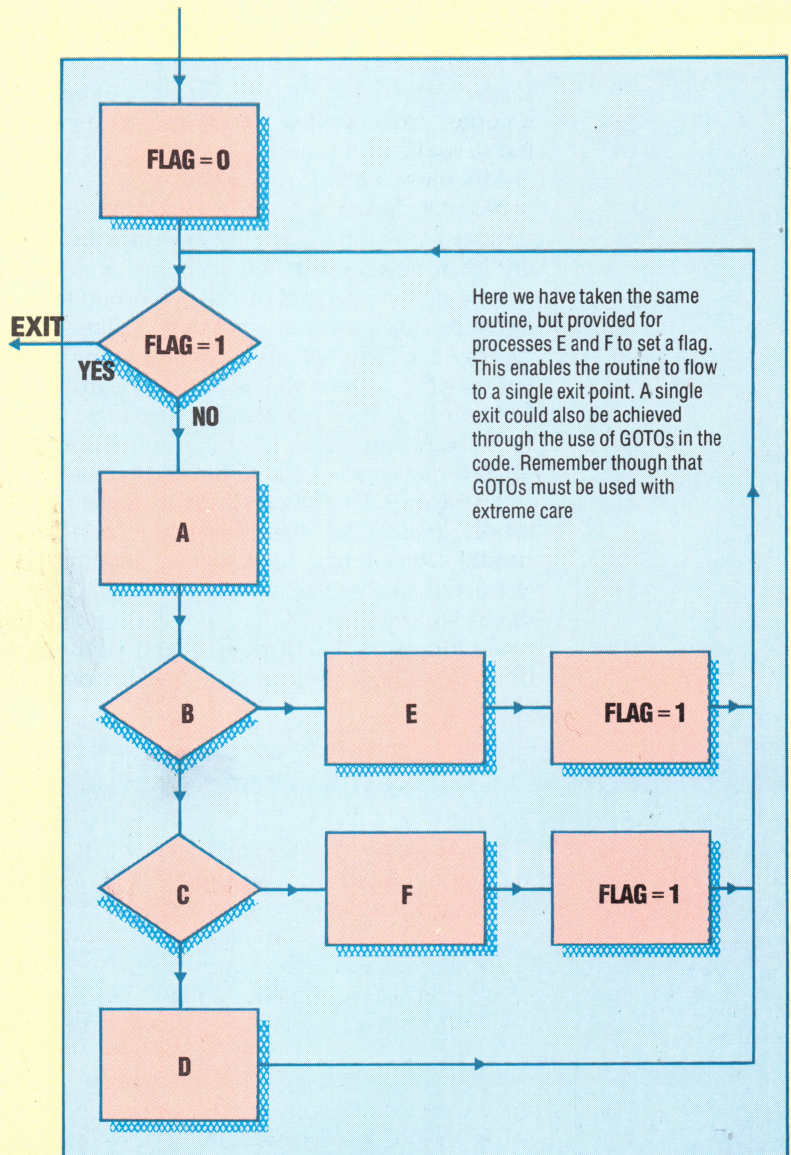 FLAG = 0
EXIT
FLAG = 1
YES
NO
Here we have taken the same
routine, but provided for
processes E and F to set a flag.
This enables the routine to flow
to a single exit point. A single
exit could also be achieved
through the use of GOTOs in the
code. Remember though that
GOTOs must be used with
extreme care
A
B
E
FLAG = 1
C
F
FLAG = 1
D